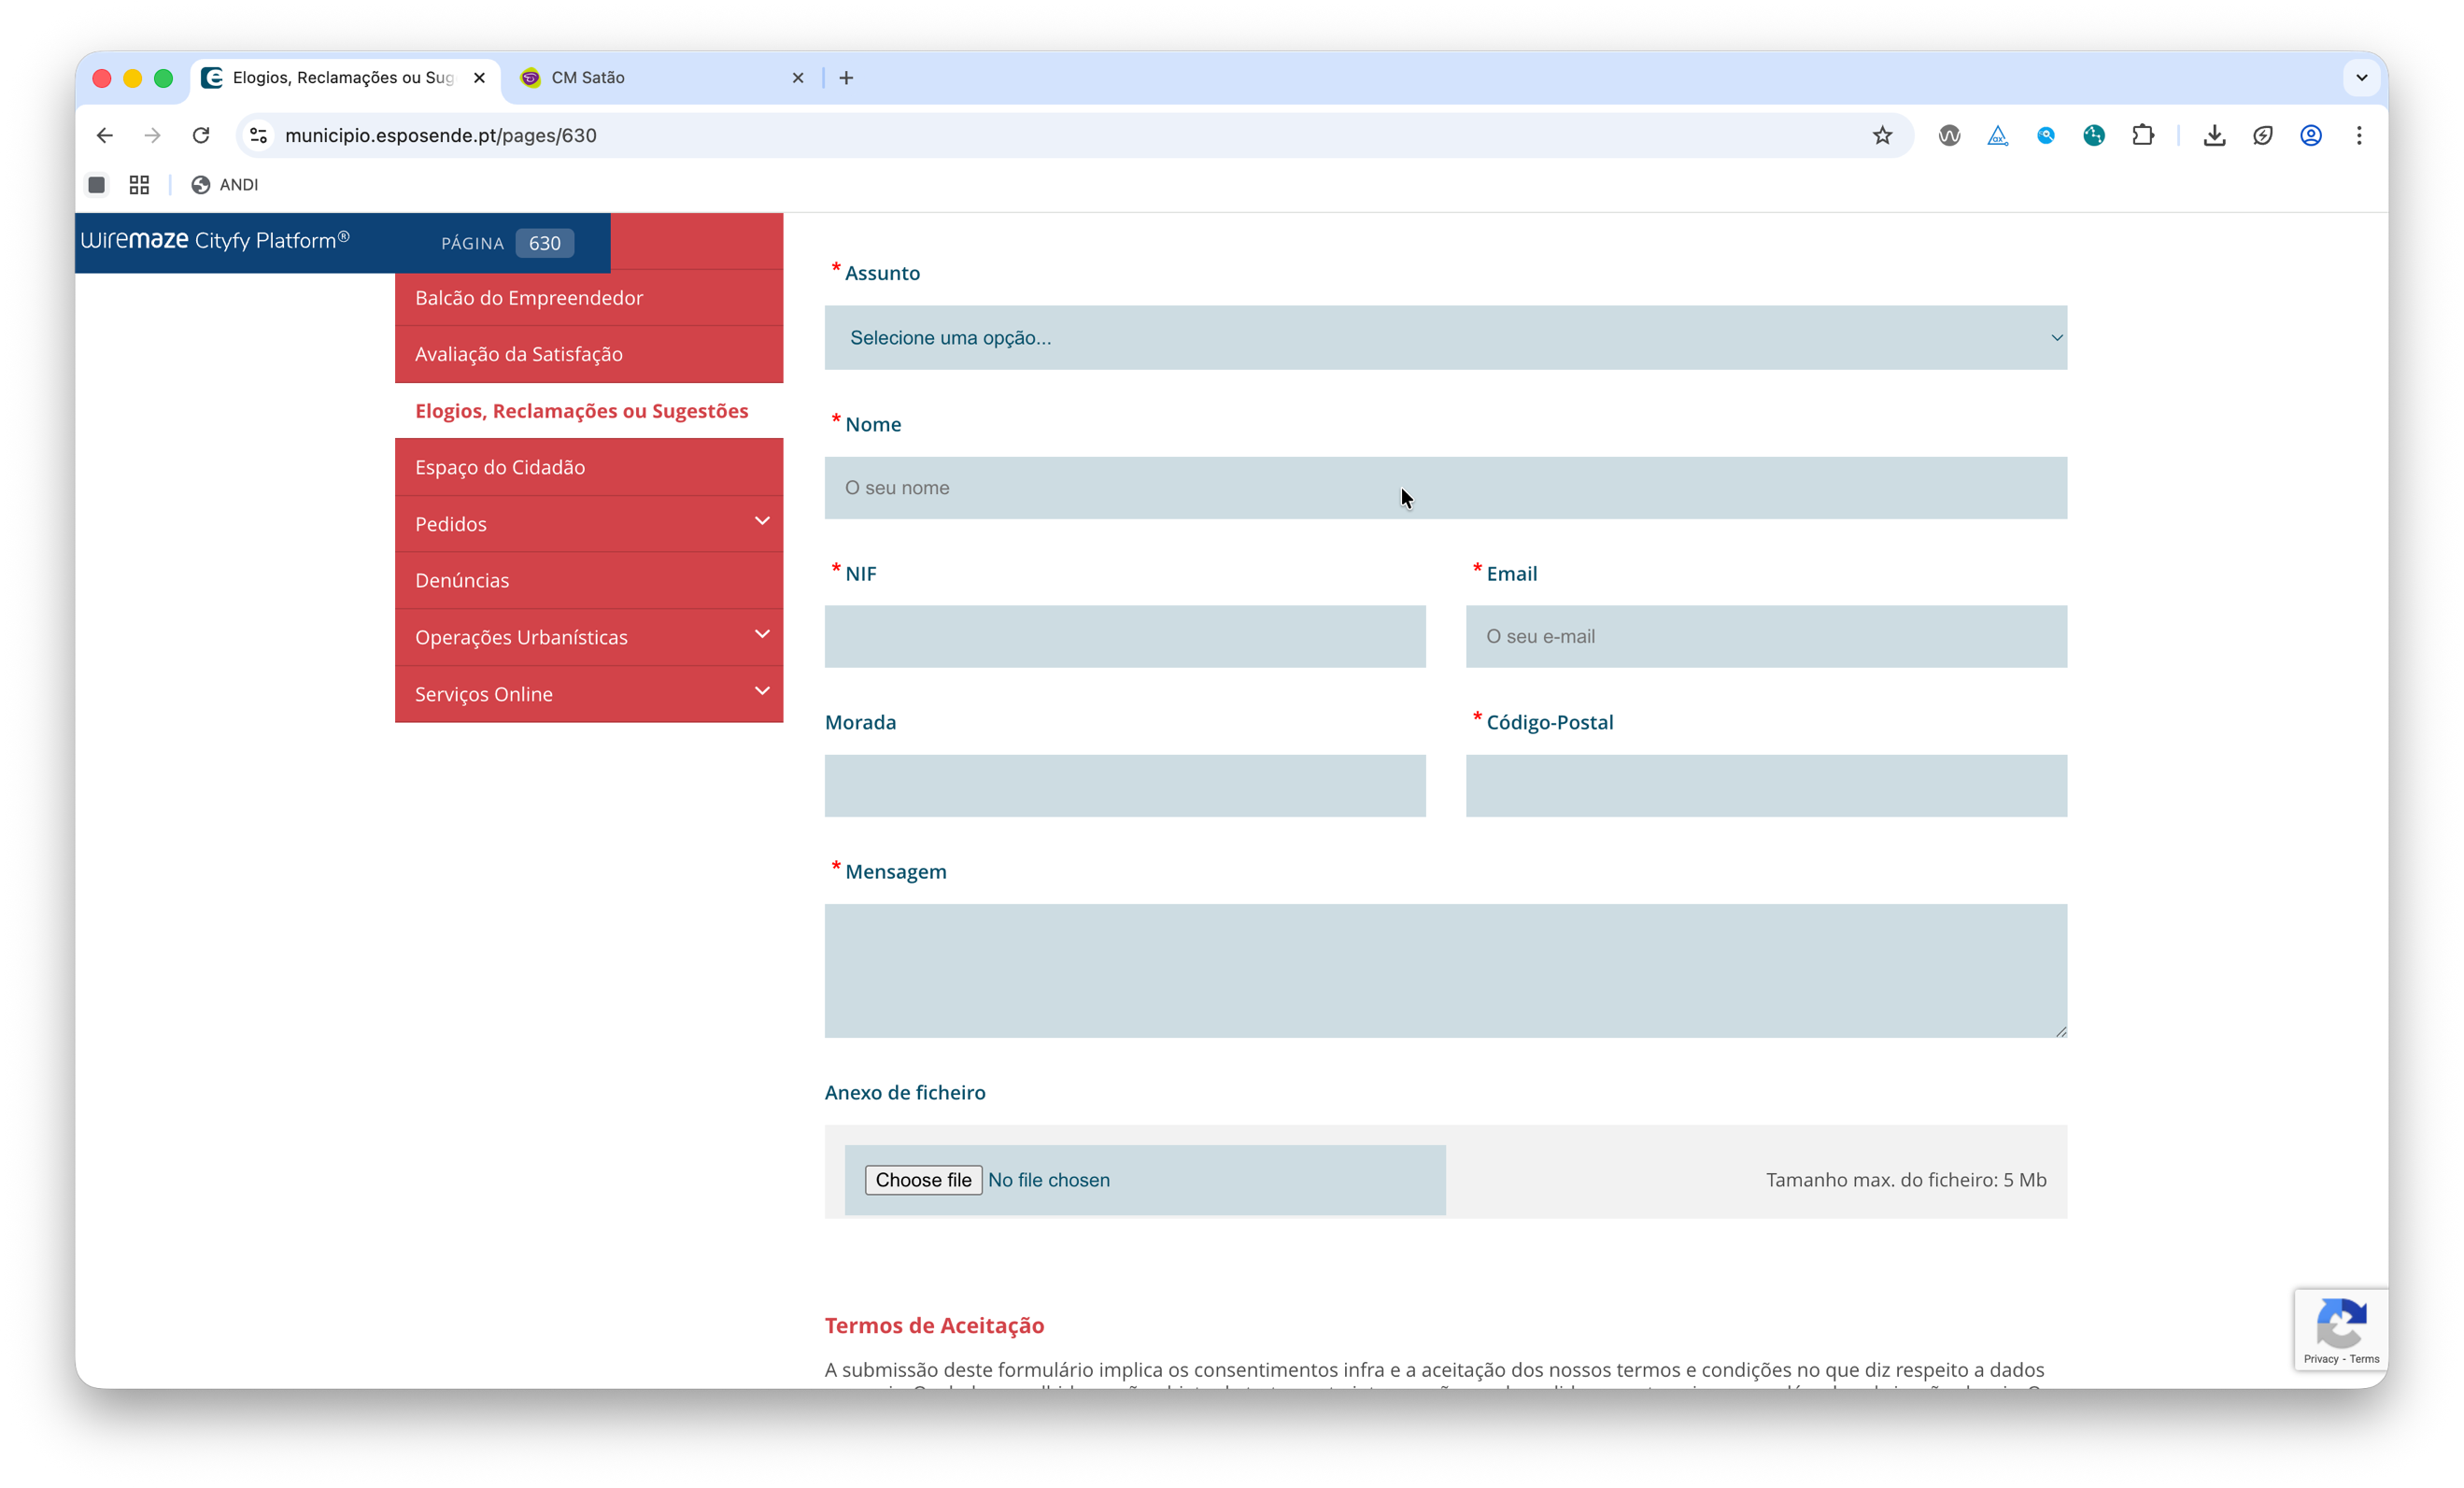 Elogios, Reclamações ou Sug
CM Satão
municipio.esposende.pt/pages/630
ANDI
wiremaze Cityfy Platform®
PÁGINA 630
Balcão do Empreendedor
Avaliação da Satisfação
Elogios, Reclamações ou Sugestões
Espaço do Cidadão
Pedidos
Denúncias
Operações Urbanísticas
Serviços Online
* Assunto
Selecione uma opção...
* Nome
O seu nome
* NIF
* Email
O seu e-mail
Morada
* Código-Postal
* Mensagem
Anexo de ficheiro
Choose file No file chosen
Tamanho max. do ficheiro: 5 Mb
Termos de Aceitação
A submissão deste formulário implica os consentimentos infra e a aceitação dos nossos termos e condições no que diz respeito a dados
Privacy - Terms